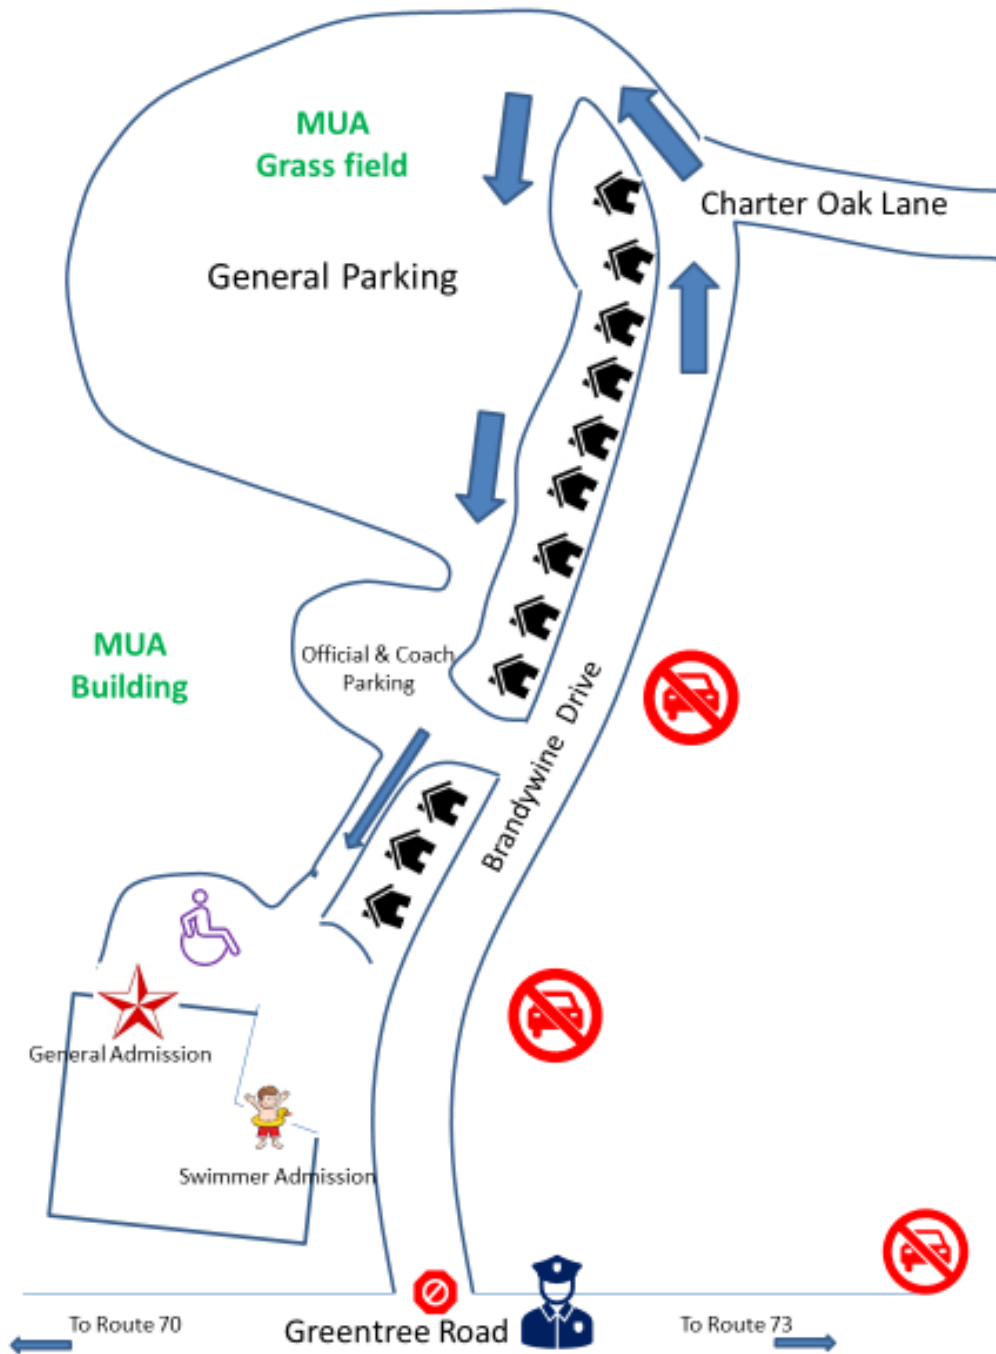 MUA
Grass field
Charter Oak Lane
General Parking
MUA
Building
Official & Coach
Parking
Brandywine Drive
General Admission
Swimmer Admission
To Route 70
Greentree Road
To Route 73